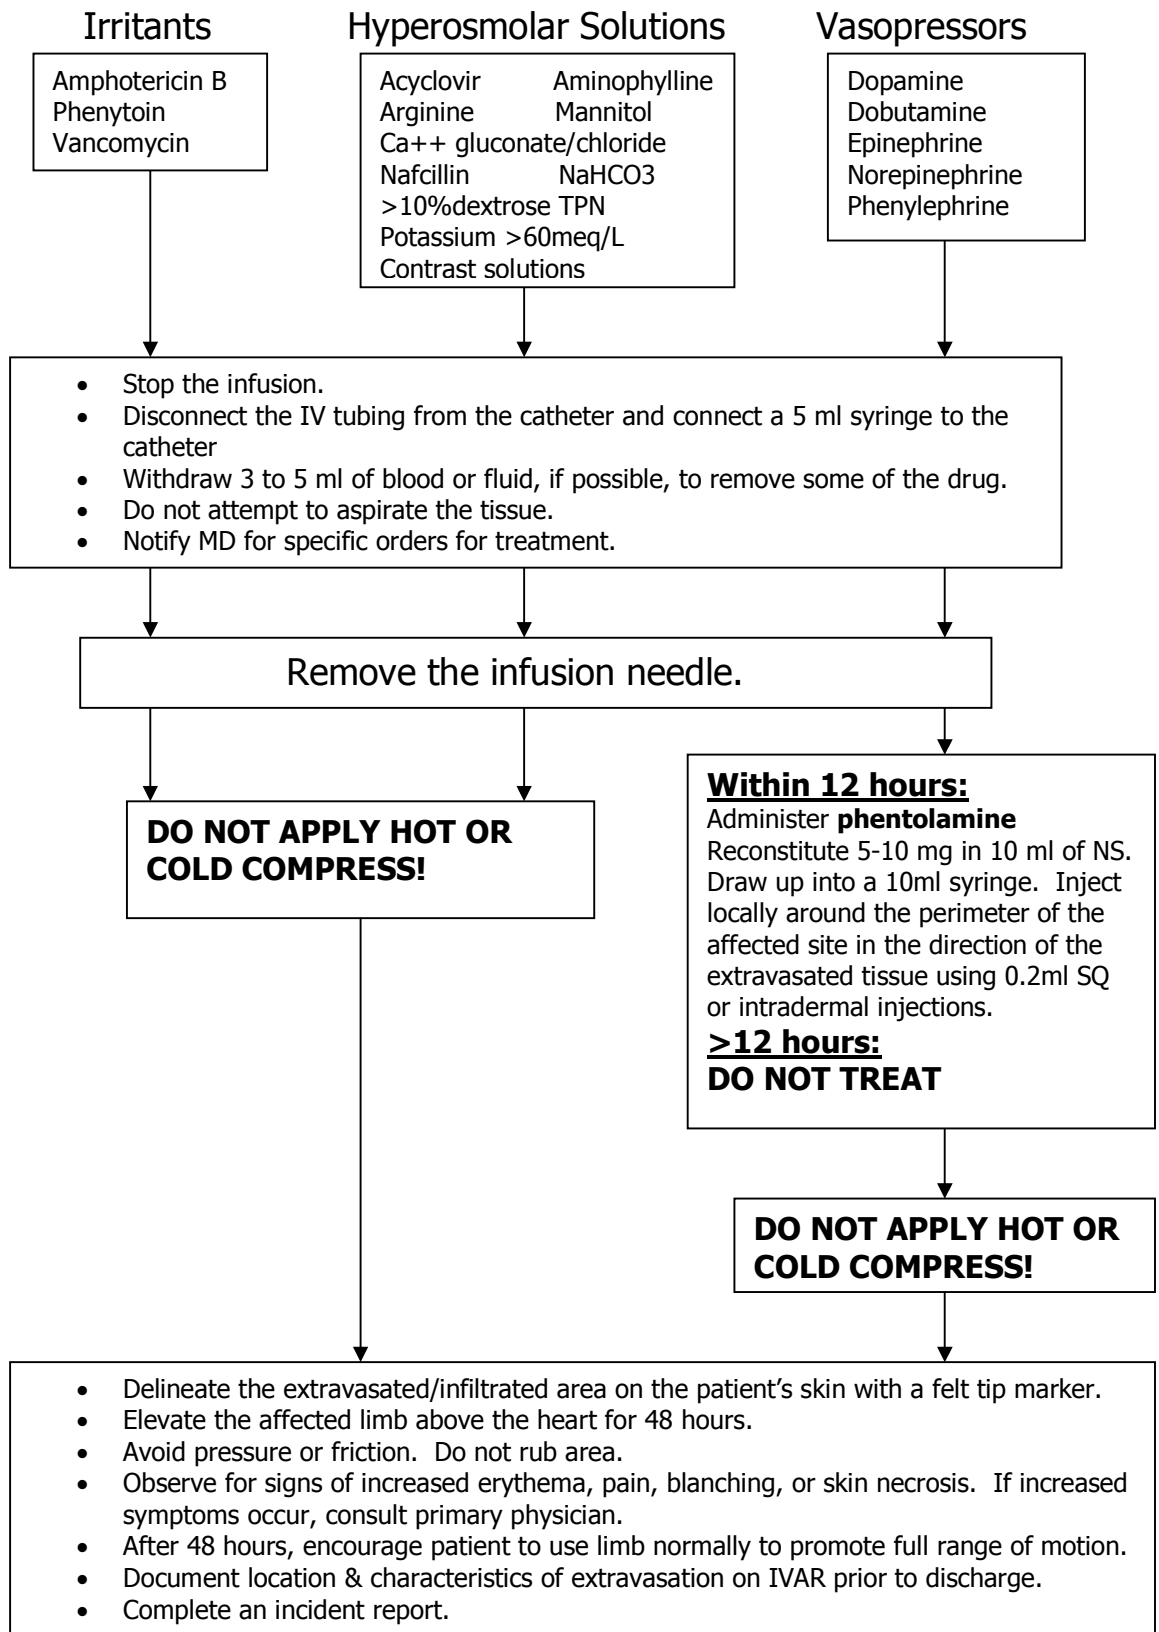 Irritants
Amphotericin B
Phenytoin
Vancomycin
Hyperosmolar Solutions
Acyclovir Aminophylline
Arginine Mannitol
Ca++ gluconate/chloride
Nafcillin NaHCO3
>10%dextrose TPN
Potassium >60meq/L
Contrast solutions
Vasopressors
Dopamine
Dobutamine
Epinephrine
Norepinephrine
Phenylephrine
• Stop the infusion.
• Disconnect the IV tubing from the catheter and connect a 5 ml syringe to the
catheter
• Withdraw 3 to 5 ml of blood or fluid, if possible, to remove some of the drug.
• Do not attempt to aspirate the tissue.
• Notify MD for specific orders for treatment.
Remove the infusion needle.
DO NOT APPLY HOT OR
COLD COMPRESS!
Within 12 hours:
Administer phentolamine
Reconstitute 5-10 mg in 10 ml of NS.
Draw up into a 10ml syringe. Inject
locally around the perimeter of the
affected site in the direction of the
extravasated tissue using 0.2ml SQ
or intradermal injections.
>12 hours:
DO NOT TREAT
DO NOT APPLY HOT OR
COLD COMPRESS!
• Delineate the extravasated/infiltrated area on the patient's skin with a felt tip marker.
• Elevate the affected limb above the heart for 48 hours.
• Avoid pressure or friction. Do not rub area.
• Observe for signs of increased erythema, pain, blanching, or skin necrosis. If increased
symptoms occur, consult primary physician.
• After 48 hours, encourage patient to use limb normally to promote full range of motion.
• Document location & characteristics of extravasation on IVAR prior to discharge.
• Complete an incident report.